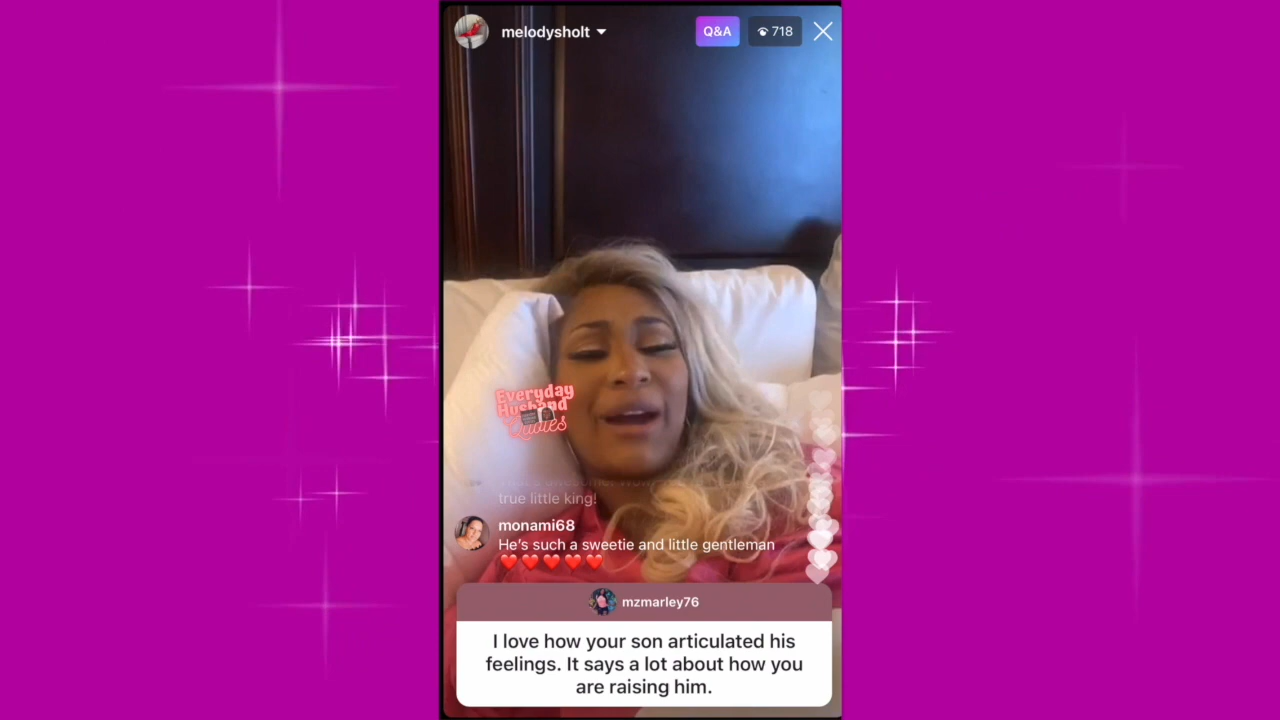 melodysholt
Q&A
718
Everyday
Husband
true little king!
monami68
He's such a sweetie and little gentleman
❤️❤️❤️❤️❤️
mzmarley76
I love how your son articulated his
feelings. It says a lot about how you
are raising him.